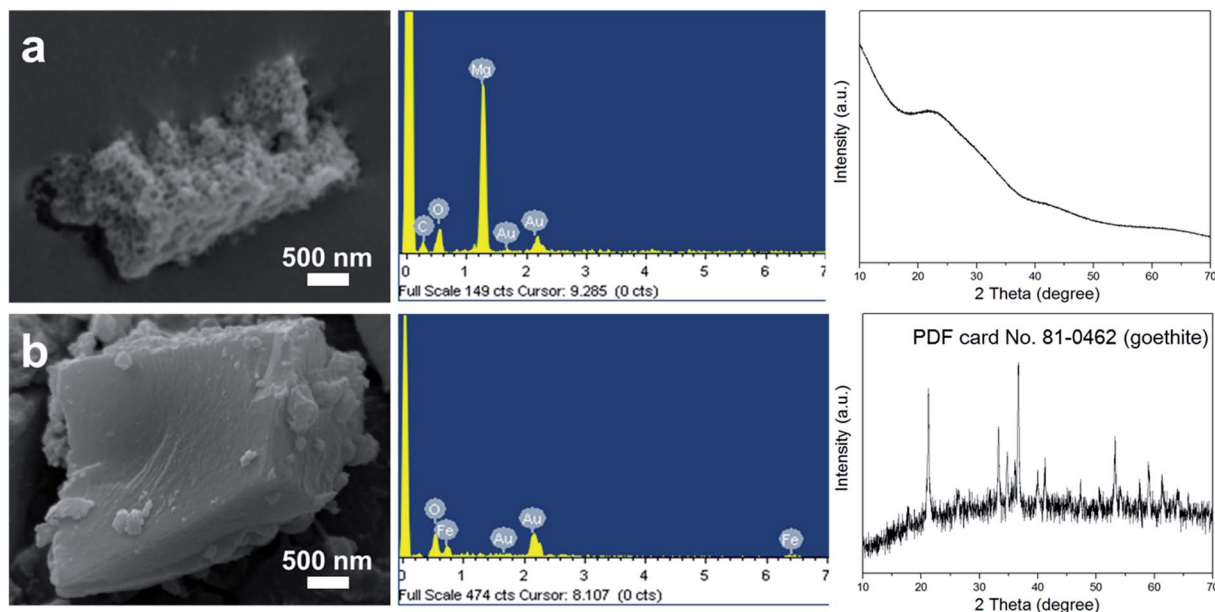 a
500 nm
C
O
Mg
Au
Au
0 1 2 3 4 5 6 7
Full Scale 149 cts Cursor: 9.285 (0 cts)
Intensity (a.u.)
10 20 30 40 50 60 70
2 Theta (degree)
b
500 nm
O
Fe
Au
Au
Fe
0 1 2 3 4 5 6 7
Full Scale 474 cts Cursor: 8.107 (0 cts)
PDF card No. 81-0462 (goethite)
Intensity (a.u.)
10 20 30 40 50 60 70
2 Theta (degree)